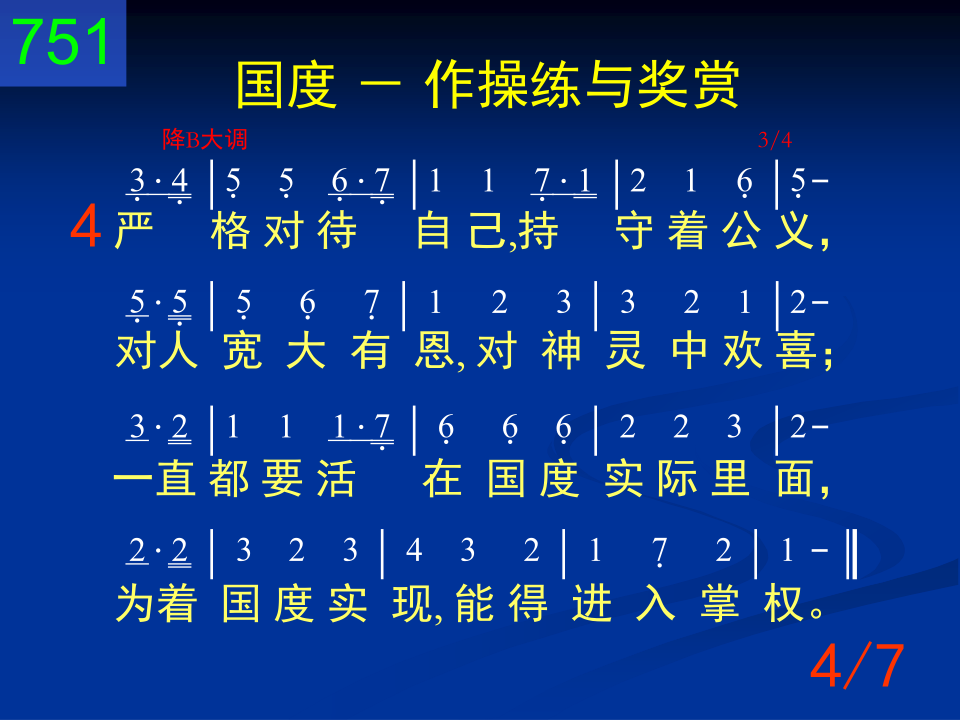 751
国度 － 作操练与奖赏
降B大调 3/4
3 · 4 | 5 5 6 · 7 | 1 1 7 · 1 | 2 1 6 | 5 -
4 严 格 对 待 自 己,持 守 着 公 义，
5 · 5 | 5 6 7 | 1 2 3 | 3 2 1 | 2 -
对人 宽 大 有 恩, 对 神 灵 中 欢 喜；
3 · 2 | 1 1 1 · 7 | 6 6 6 | 2 2 3 | 2 -
一直 都 要 活 在 国 度 实 际 里 面，
2 · 2 | 3 2 3 | 4 3 2 | 1 7 2 | 1 - ‖
为着 国 度 实 现, 能 得 进 入 掌 权。
4/7